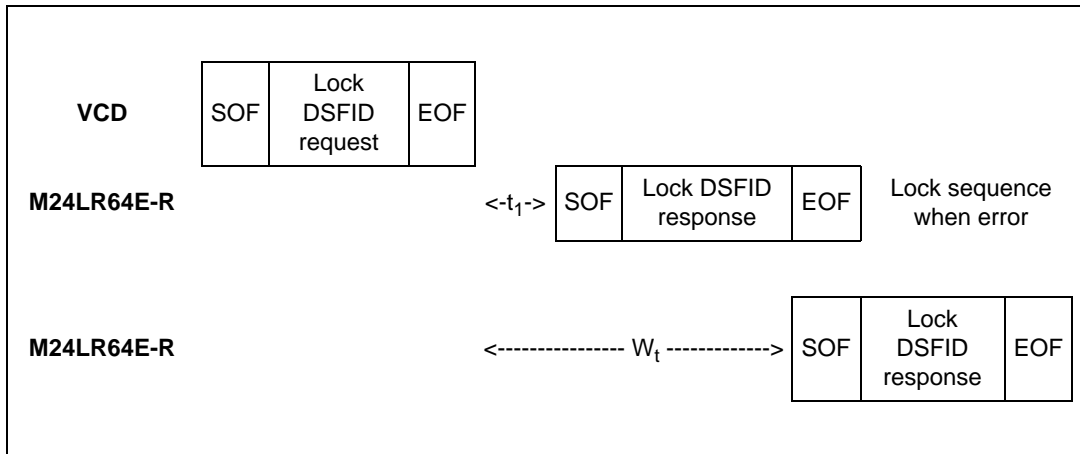 VCD
SOF
Lock
DSFID
request
EOF
M24LR64E-R
<-t1->
SOF
Lock DSFID
response
EOF
Lock sequence
when error
M24LR64E-R
<---------------- Wt ------------->
SOF
Lock
DSFID
response
EOF